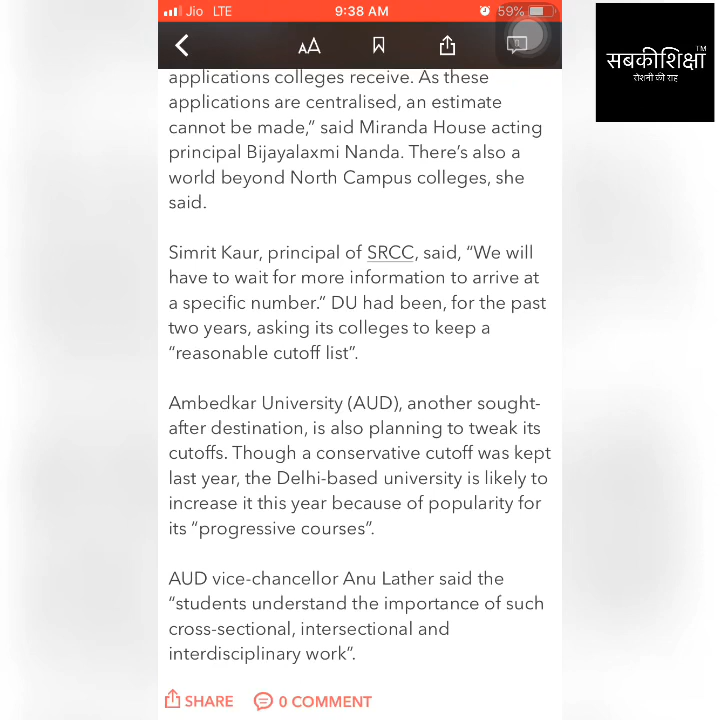 Jio LTE 9:38 AM 59%
AA
सबकीशिक्षा TM
रोशनी की राह
applications colleges receive. As these
applications are centralised, an estimate
cannot be made,” said Miranda House acting
principal Bijayalaxmi Nanda. There’s also a
world beyond North Campus colleges, she
said.
Simrit Kaur, principal of SRCC, said, “We will
have to wait for more information to arrive at
a specific number.” DU had been, for the past
two years, asking its colleges to keep a
“reasonable cutoff list”.
Ambedkar University (AUD), another sought-
after destination, is also planning to tweak its
cutoffs. Though a conservative cutoff was kept
last year, the Delhi-based university is likely to
increase it this year because of popularity for
its “progressive courses”.
AUD vice-chancellor Anu Lather said the
“students understand the importance of such
cross-sectional, intersectional and
interdisciplinary work”.
SHARE 0 COMMENT